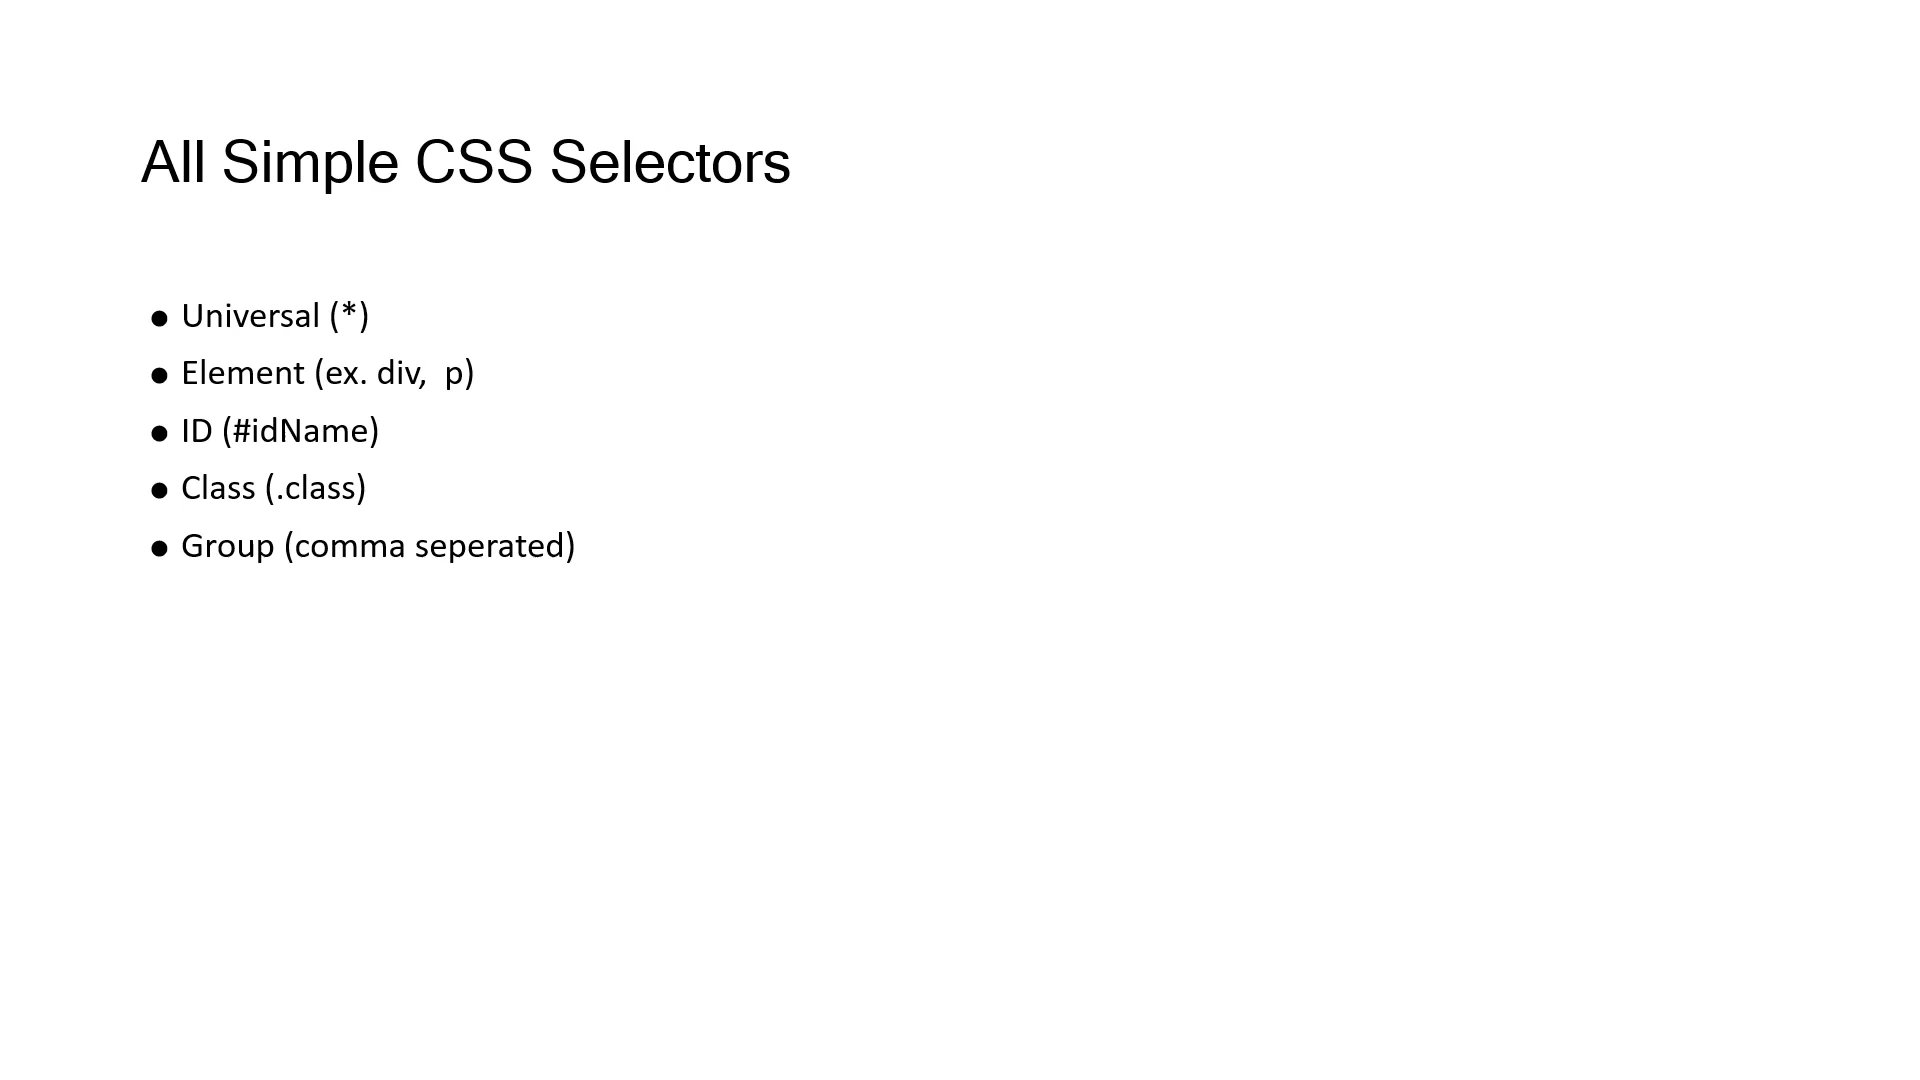 All Simple CSS Selectors
● Universal (*)
● Element (ex. div,  p)
● ID (#idName)
● Class (.class)
● Group (comma seperated)